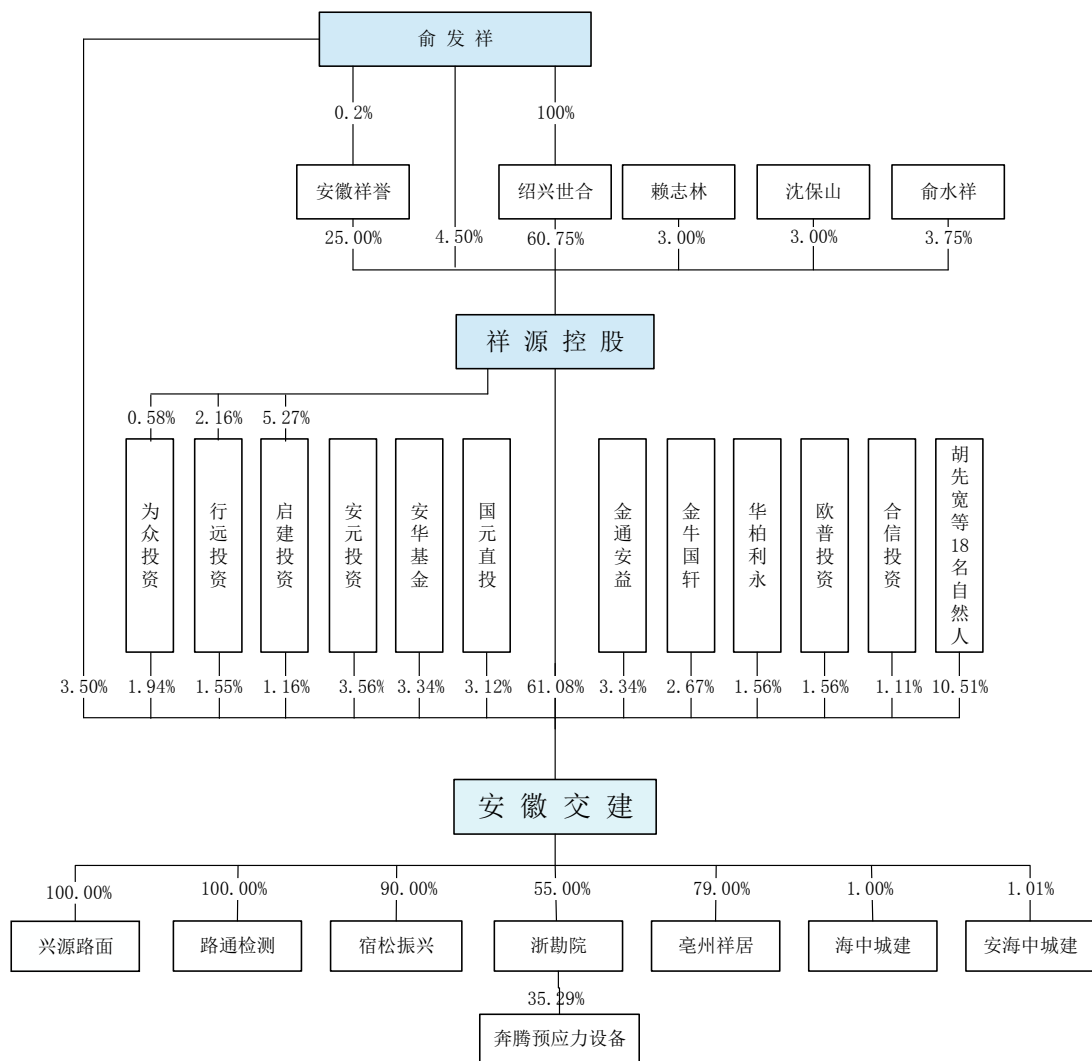 俞发祥
0.2%
100%
安徽祥誉
绍兴世合
赖志林
沈保山
俞水祥
25.00%
4.50%
60.75%
3.00%
3.00%
3.75%
祥源控股
0.58%
2.16%
5.27%
为众投资
行远投资
启建投资
安元投资
安华基金
国元直投
金通安益
金牛国轩
华柏利永
欧普投资
合信投资
胡先宽等18名自然人
3.50%
1.94%
1.55%
1.16%
3.56%
3.34%
3.12%
61.08%
3.34%
2.67%
1.56%
1.56%
1.11%
10.51%
安徽交建
100.00%
100.00%
90.00%
55.00%
79.00%
1.00%
1.01%
兴源路面
路通检测
宿松振兴
浙勘院
亳州祥居
海中城建
安海中城建
35.29%
奔腾预应力设备